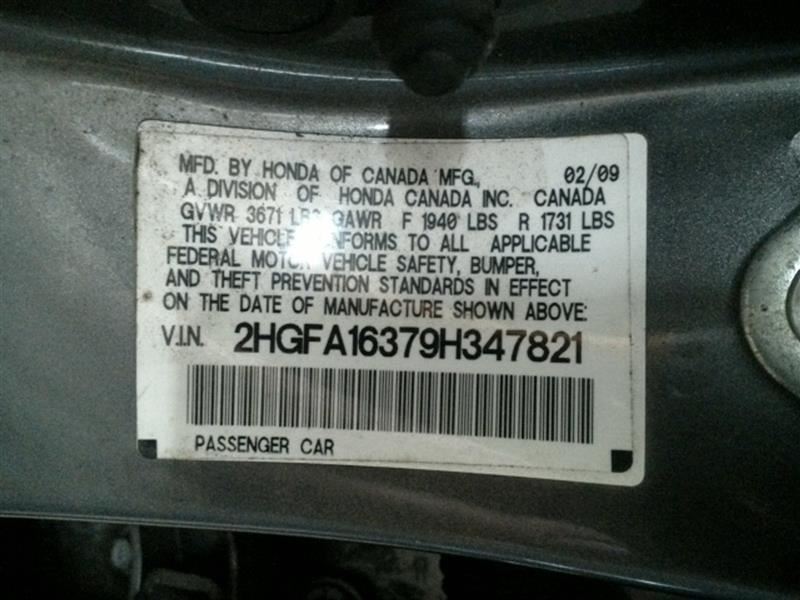 MFD. BY HONDA OF CANADA MFG., 02/09
A DIVISION OF HONDA CANADA INC. CANADA
GVWR 3671 LBS GAWR F 1940 LBS R 1731 LBS
THIS VEHICLE CONFORMS TO ALL APPLICABLE
FEDERAL MOTOR VEHICLE SAFETY, BUMPER,
AND THEFT PREVENTION STANDARDS IN EFFECT
ON THE DATE OF MANUFACTURE SHOWN ABOVE:
V.I.N. 2HGFA16379H347821
PASSENGER CAR